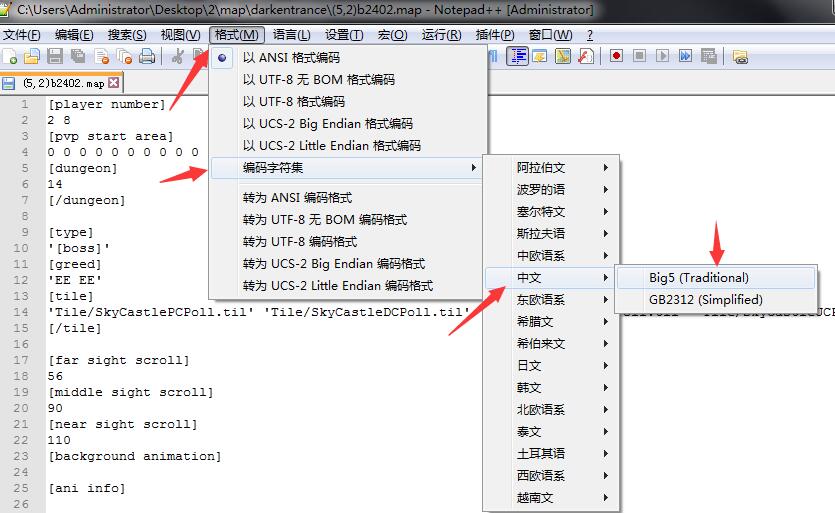 C:\Users\Administrator\Desktop\2\map\darkentrance\(5,2)b2402.map - Notepad++ [Administrator]
文件(F) 编辑(E) 搜索(S) 视图(V) 格式(M) 语言(L) 设置(T) 宏(O) 运行(R) 插件(P) 窗口(W) ?
(5,2)b2402.map
以 ANSI 格式编码
以 UTF-8 无 BOM 格式编码
以 UTF-8 格式编码
以 UCS-2 Big Endian 格式编码
以 UCS-2 Little Endian 格式编码
编码字符集
转为 ANSI 编码格式
转为 UTF-8 无 BOM 编码格式
转为 UTF-8 编码格式
转为 UCS-2 Big Endian 编码格式
转为 UCS-2 Little Endian 编码格式
阿拉伯文
波罗的语
塞尔特文
斯拉夫语
中欧语系
中文
东欧语系
希腊文
希伯来文
日文
韩文
北欧语系
泰文
土耳其语
西欧语系
越南文
Big5 (Traditional)
GB2312 (Simplified)
1 [player number]
2 2 8
3 [pvp start area]
4 0 0 0 0 0 0 0 0 0 0
5 [dungeon]
6 14
7 [/dungeon]
8
9 [type]
10 '[boss]'
11 [greed]
12 'EE EE'
13 [tile]
14 'Tile/SkyCastlePCPoll.til' 'Tile/SkyCastleDCPoll.til'
15 [/tile]
16
17 [far sight scroll]
18 56
19 [middle sight scroll]
20 90
21 [near sight scroll]
22 110
23 [background animation]
24
25 [ani info]
26